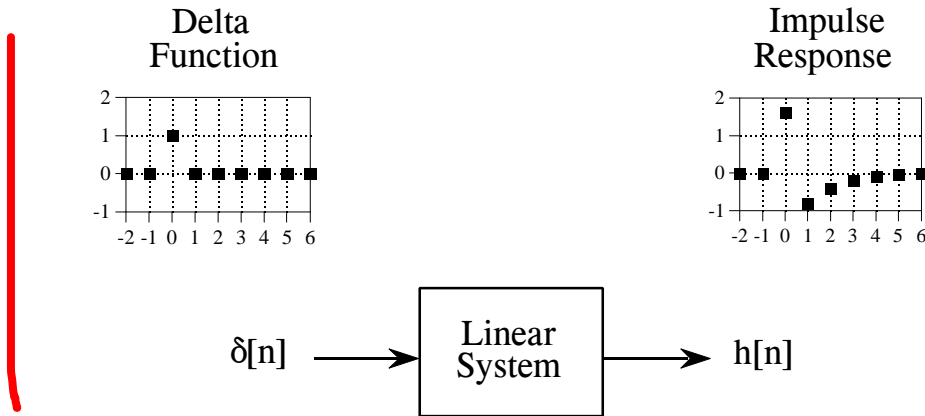 Delta
Function
2
1
0
-1
-2 -1 0 1 2 3 4 5 6
Impulse
Response
2
1
0
-1
-2 -1 0 1 2 3 4 5 6
δ[n]
Linear
System
h[n]